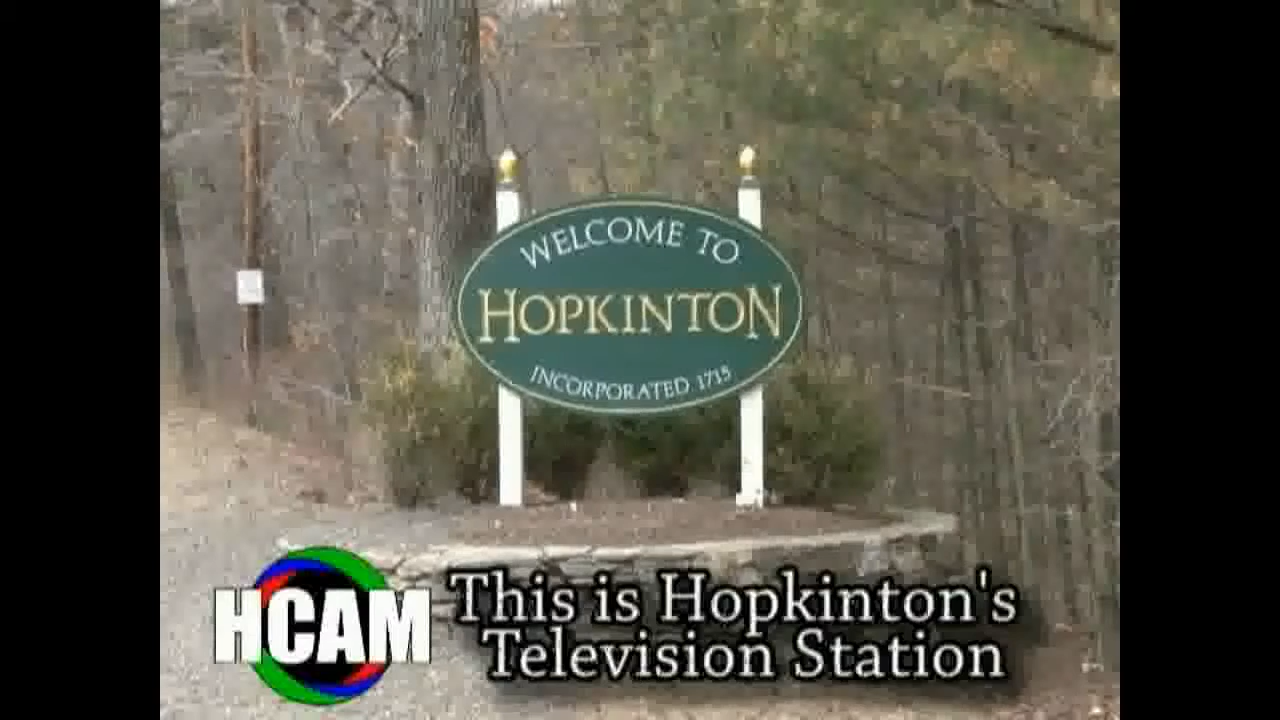 WELCOME TO
HOPKINTON
INCORPORATED 1715
HCAM
This is Hopkinton's
Television Station